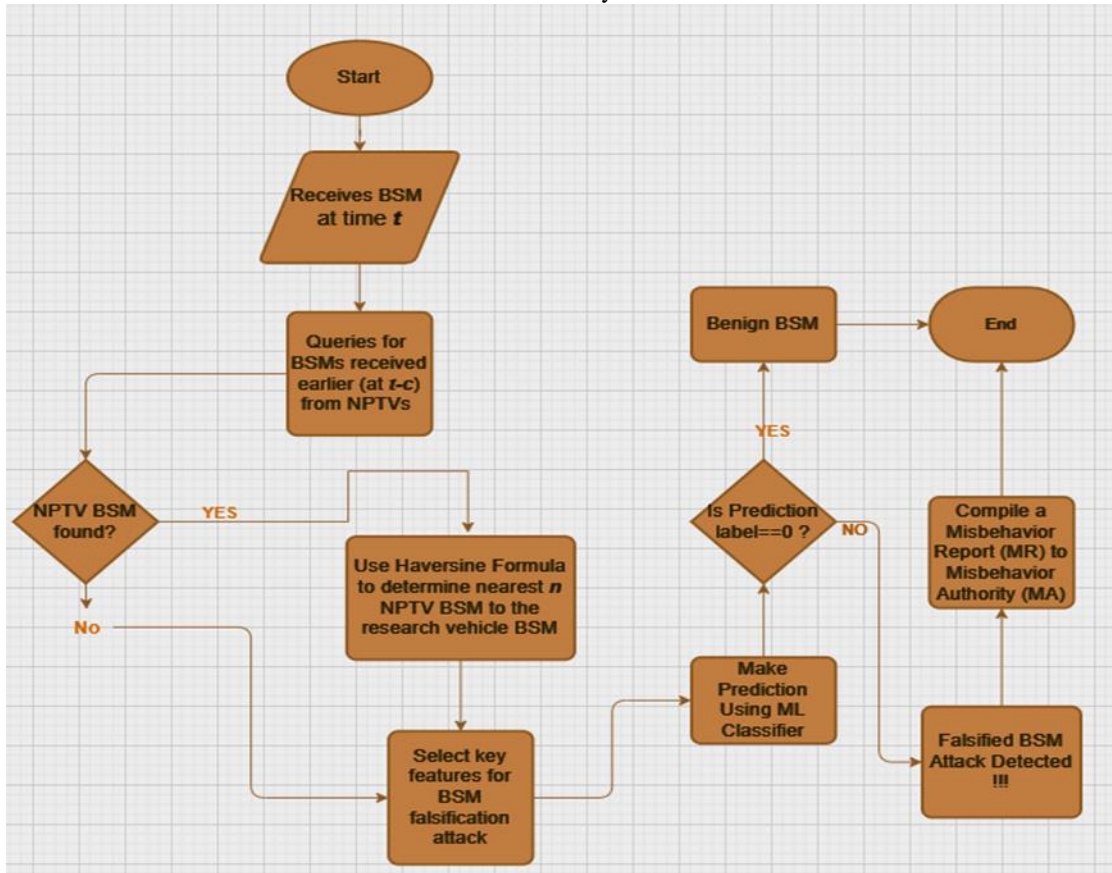 Start
Receives BSM
at time t
Queries for
BSMs received
earlier (at t-c)
from NPTVs
NPTV BSM
found?
YES
No
Use Haversine Formula
to determine nearest n
NPTV BSM to the
research vehicle BSM
Select key
features for
BSM
falsification
attack
Make
Prediction
Using ML
Classifier
Is Prediction
label==0 ?
YES
NO
Benign BSM
Falsified BSM
Attack Detected
!!!
Compile a
Misbehavior
Report (MR) to
Misbehavior
Authority (MA)
End